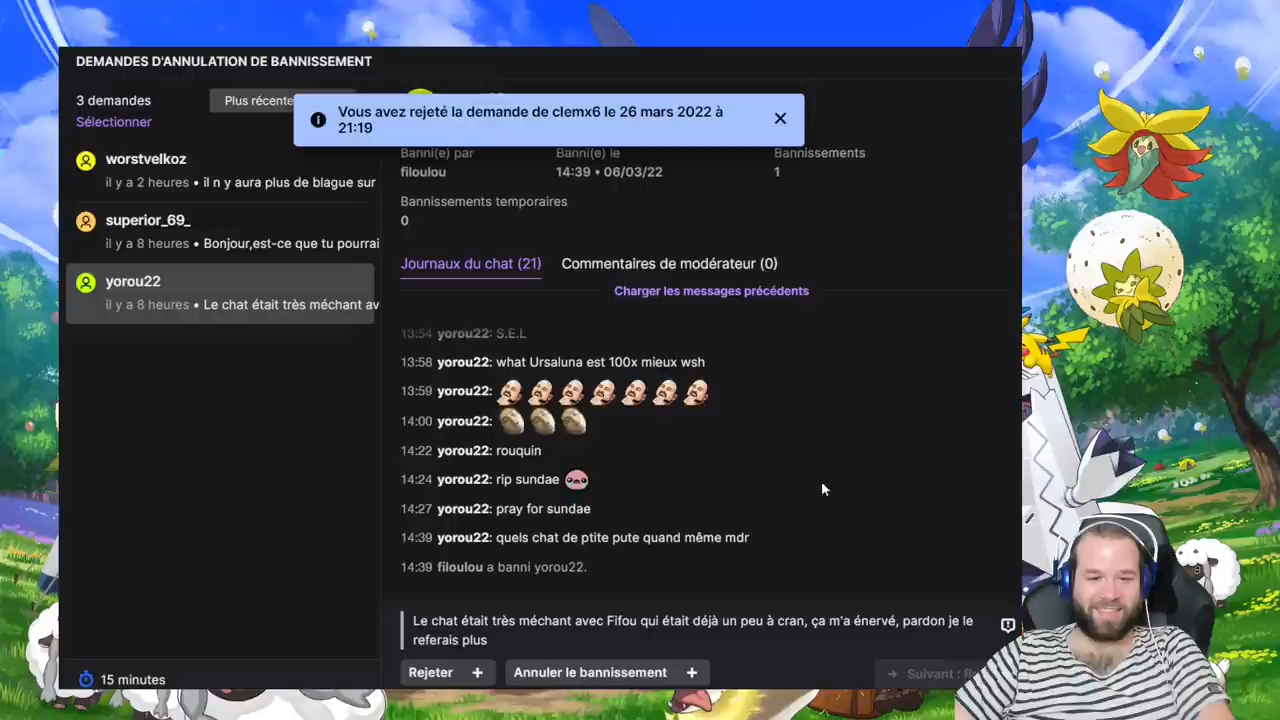 DEMANDES D'ANNULATION DE BANNISSEMENT
3 demandes
Plus récente
Sélectionner
worstvelkoz
il y a 2 heures • il n y aura plus de blague sur
superior_69_
il y a 8 heures • Bonjour,est-ce que tu pourrai
yorou22
il y a 8 heures • Le chat était très méchant av
15 minutes
Vous avez rejeté la demande de clemx6 le 26 mars 2022 à
21:19
Banni(e) par
filoulou
Banni(e) le
14:39 • 06/03/22
Bannissements
1
Bannissements temporaires
0
Journaux du chat (21)
Commentaires de modérateur (0)
Charger les messages précédents
13:54 yorou22: S.E.L
13:58 yorou22: what Ursaluna est 100x mieux wsh
13:59 yorou22:
14:00 yorou22:
14:22 yorou22: rouquin
14:24 yorou22: rip sundae
14:27 yorou22: pray for sundae
14:39 yorou22: quels chat de ptite pute quand même mdr
14:39 filoulou a banni yorou22.
Le chat était très méchant avec Fifou qui était déjà un peu à cran, ça m'a énervé, pardon je le
referais plus
Rejeter +
Annuler le bannissement +
→ Suivant :